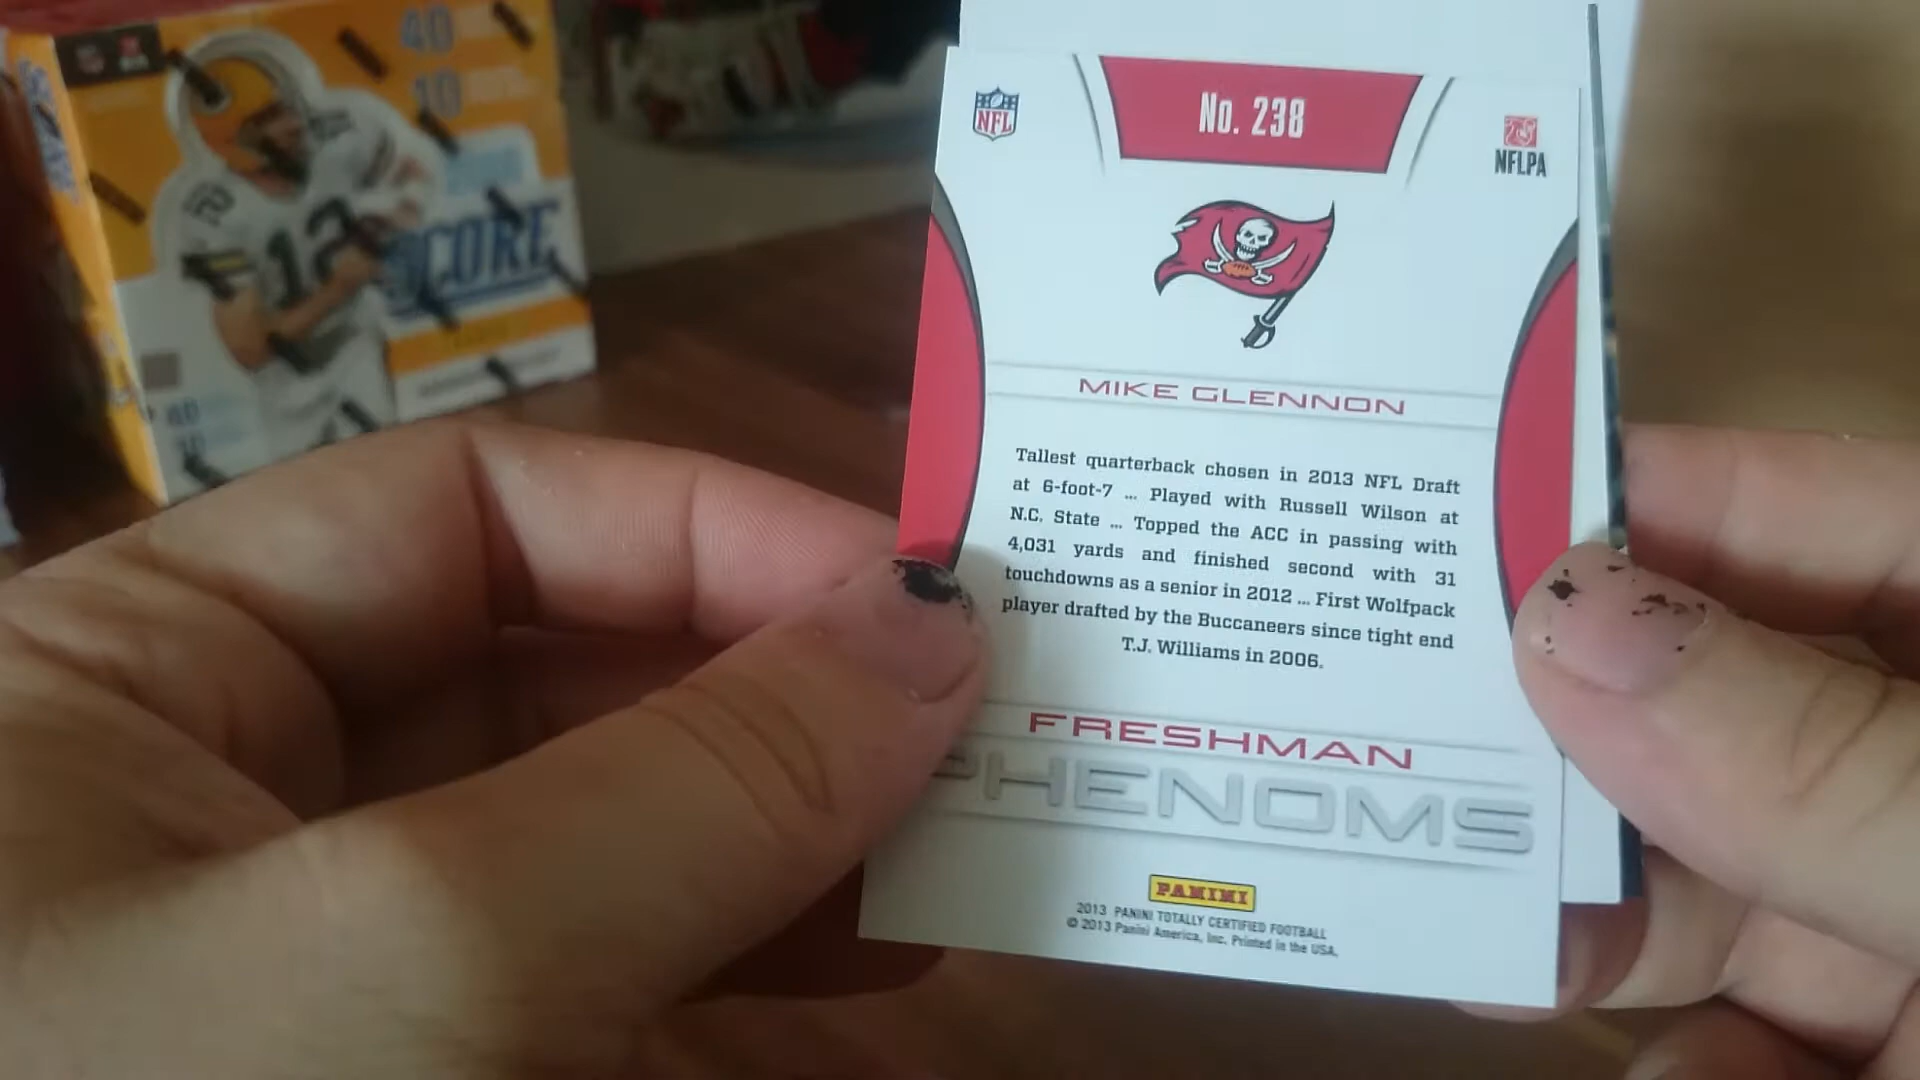 40
10
SCORE
12
No. 238
NFL
NFLPA
MIKE GLENNON
Tallest quarterback chosen in 2013 NFL Draft
at 6-foot-7 ... Played with Russell Wilson at
N.C. State ... Topped the ACC in passing with
4,031 yards and finished second with 31
touchdowns as a senior in 2012 ... First Wolfpack
player drafted by the Buccaneers since tight end
T.J. Williams in 2006.
FRESHMAN
PHENOMS
PANINI
2013 PANINI TOTALLY CERTIFIED FOOTBALL
© 2013 Panini America, Inc. Printed in the USA.